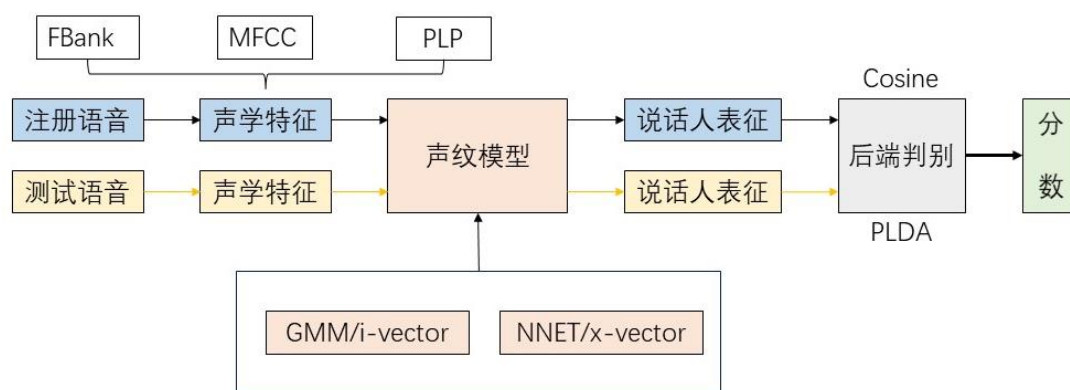 FBank
MFCC
PLP
Cosine
注册语音
声学特征
声纹模型
说话人表征
后端判别
分
数
测试语音
声学特征
说话人表征
PLDA
GMM/i-vector
NNET/x-vector